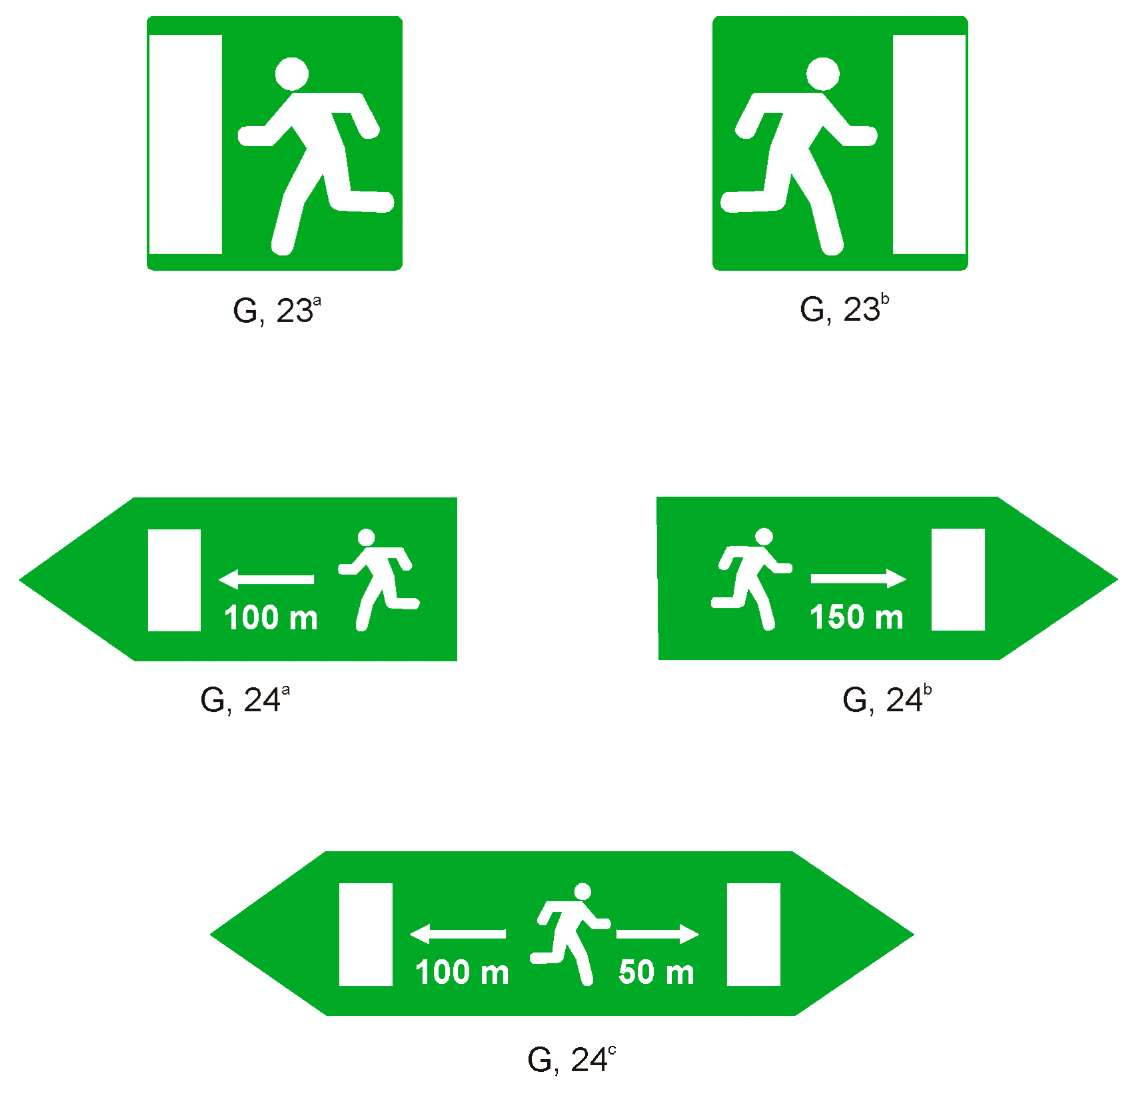 G, 23ᵃ
G, 23ᵇ
100 m
150 m
G, 24ᵃ
G, 24ᵇ
100 m
50 m
G, 24ᶜ